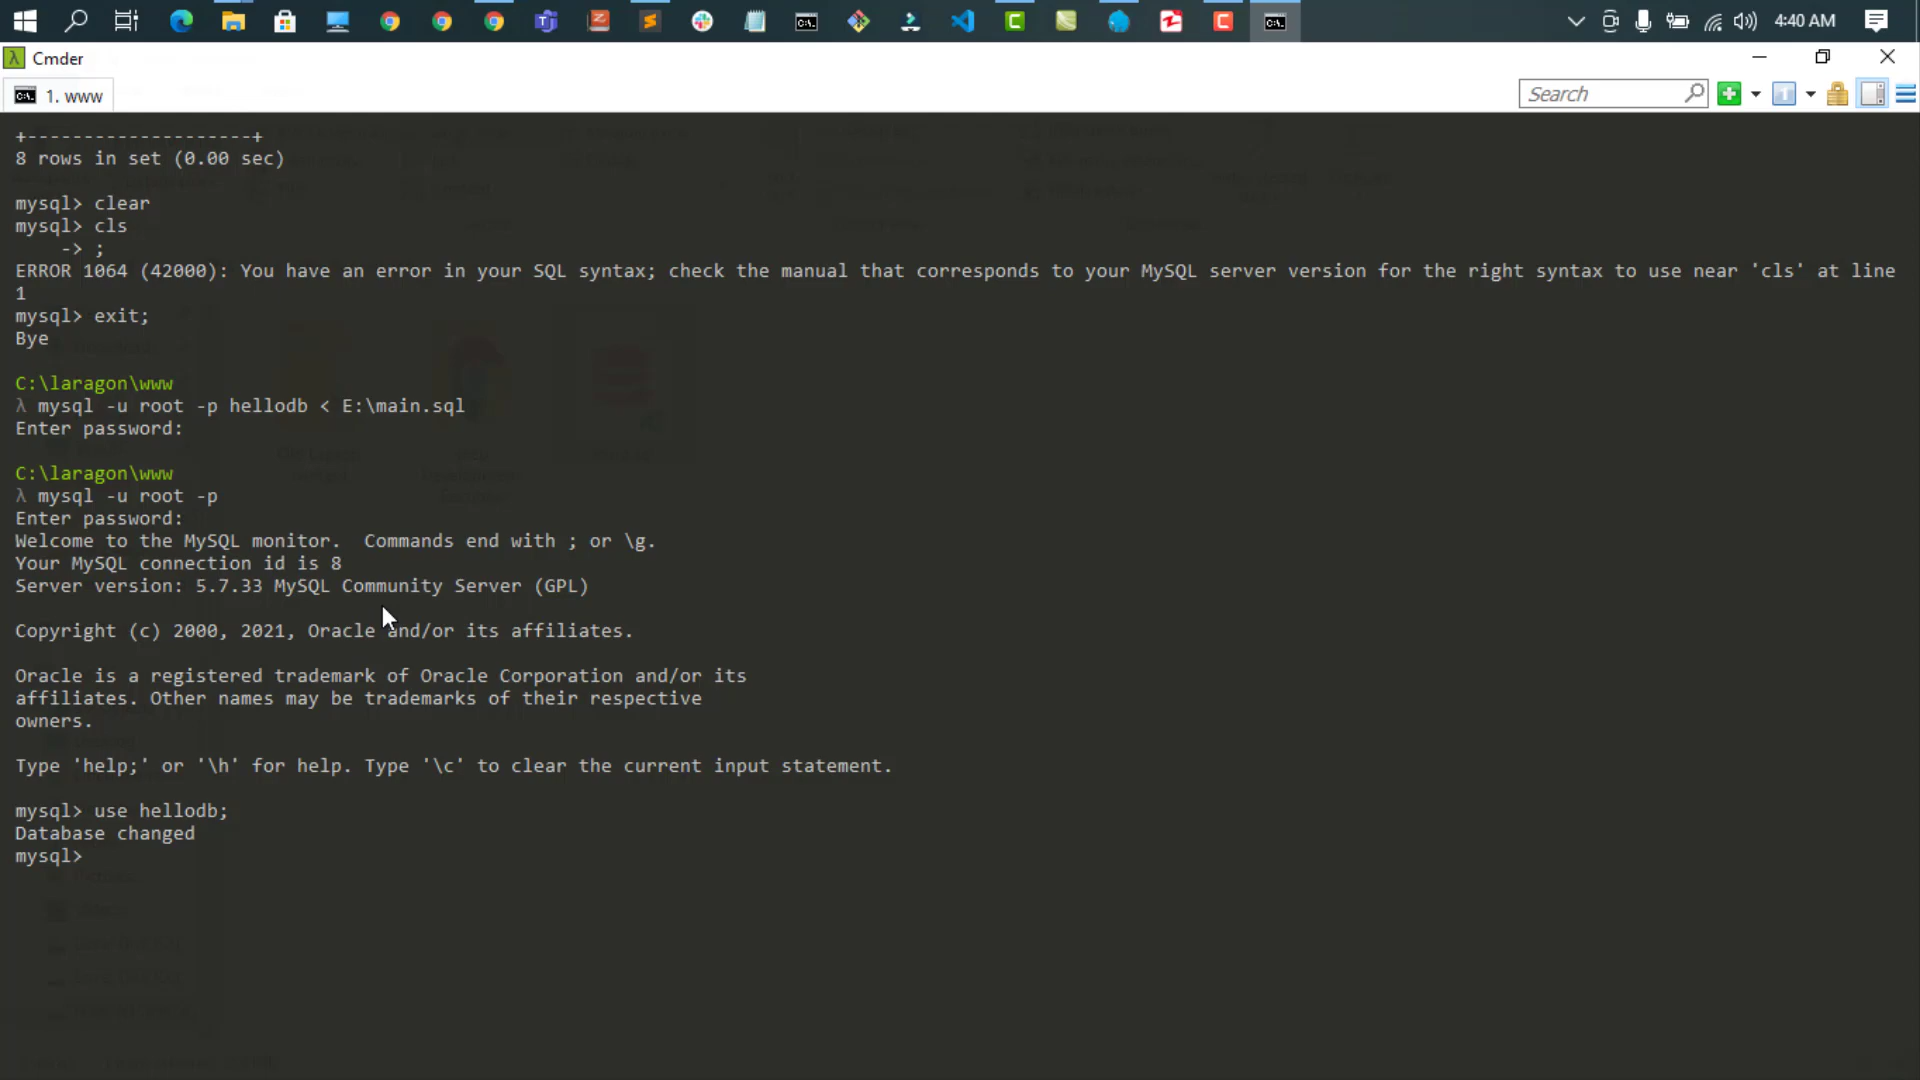 4:40 AM
Cmder
1. www
Search
+--------------------+
8 rows in set (0.00 sec)
mysql> clear
mysql> cls
    -> ;
ERROR 1064 (42000): You have an error in your SQL syntax; check the manual that corresponds to your MySQL server version for the right syntax to use near 'cls' at line
1
mysql> exit;
Bye
C:\laragon\www
λ mysql -u root -p hellodb < E:\main.sql
Enter password:
C:\laragon\www
λ mysql -u root -p
Enter password:
Welcome to the MySQL monitor.  Commands end with ; or \g.
Your MySQL connection id is 8
Server version: 5.7.33 MySQL Community Server (GPL)
Copyright (c) 2000, 2021, Oracle and/or its affiliates.
Oracle is a registered trademark of Oracle Corporation and/or its
affiliates. Other names may be trademarks of their respective
owners.
Type 'help;' or '\h' for help. Type '\c' to clear the current input statement.
mysql> use hellodb;
Database changed
mysql>